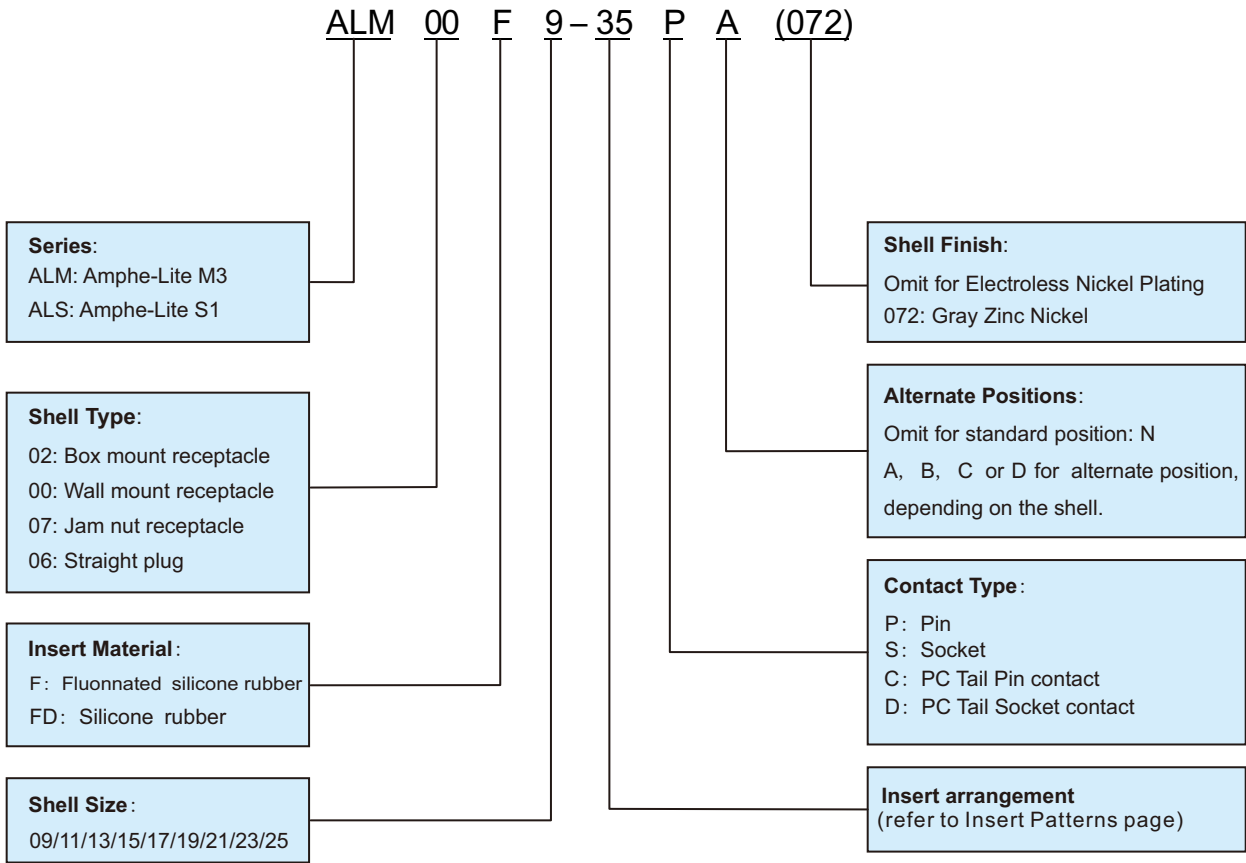 ALM 00 F 9 – 35 P A (072)
Series:
ALM: Amphe-Lite M3
ALS: Amphe-Lite S1
Shell Type:
02: Box mount receptacle
00: Wall mount receptacle
07: Jam nut receptacle
06: Straight plug
Insert Material:
F: Fluonnated silicone rubber
FD: Silicone rubber
Shell Size:
09/11/13/15/17/19/21/23/25
Shell Finish:
Omit for Electroless Nickel Plating
072: Gray Zinc Nickel
Alternate Positions:
Omit for standard position: N
A, B, C or D for alternate position,
depending on the shell.
Contact Type:
P: Pin
S: Socket
C: PC Tail Pin contact
D: PC Tail Socket contact
Insert arrangement
(refer to Insert Patterns page)